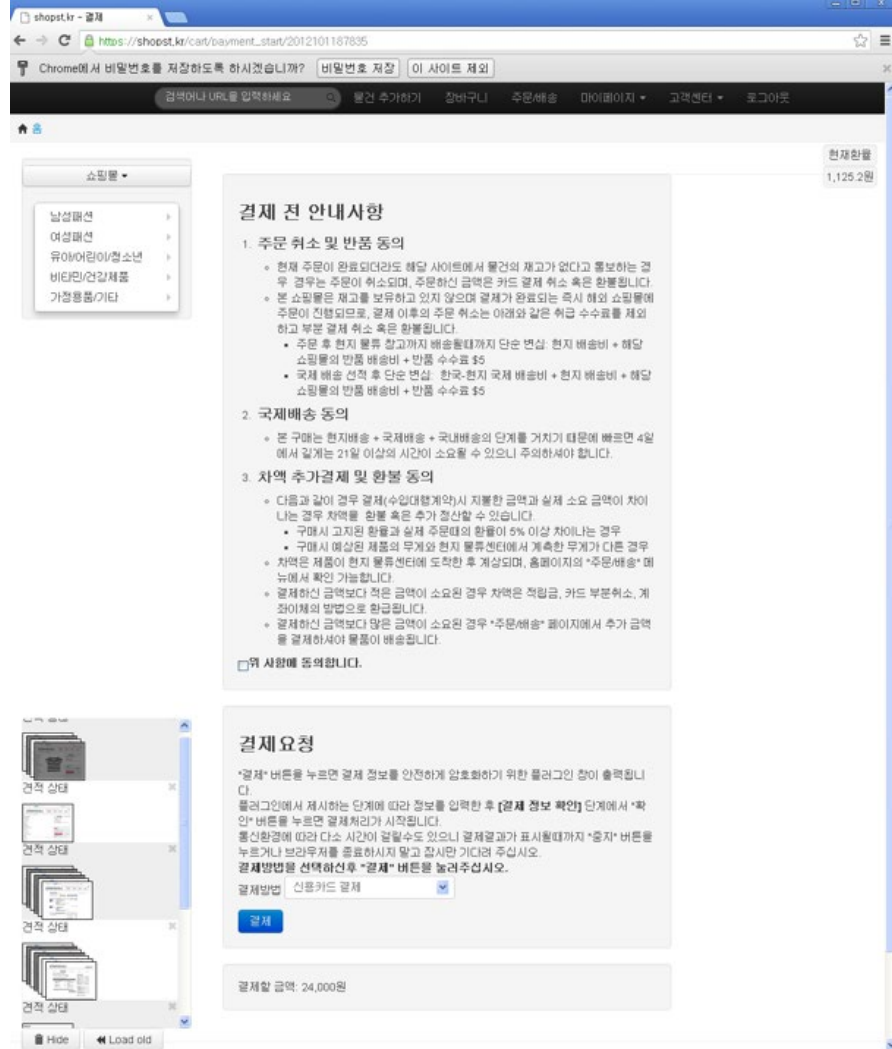 shopst.kr - 결제
https://shopst.kr/cart/payment_start/2012101187835
Chrome에서 비밀번호를 저장하도록 하시겠습니까? 비밀번호 저장 이 사이트 제외
검색어나 URL을 입력하세요 물건 추가하기 장바구니 주문/배송 마이페이지 고객센터 로그아웃
홈
현재환율
1,125.2원
쇼핑몰
남성패션
여성패션
유아/어린이/청소년
비타민/건강제품
가정용품/기타
결제 전 안내사항
1. 주문 취소 및 반품 동의
현재 주문이 완료되더라도 해당 사이트에서 물건의 재고가 없다고 통보하는 경
우 경우는 주문이 취소되며, 주문하신 금액은 카드 결제 취소 혹은 환불됩니다.
본 쇼핑몰은 재고를 보유하고 있지 않으며 결제가 완료되는 즉시 해외 쇼핑몰에
주문이 진행되므로, 결제 이후의 주문 취소는 아래와 같은 취급 수수료를 제외
하고 부분 결제 취소 혹은 환불됩니다.
주문 후 현지 물류 창고까지 배송될때까지 단순 변심: 현지 배송비 + 해당
쇼핑몰의 반품 배송비 + 반품 수수료 $5
국제 배송 선적 후 단순 변심: 한국-현지 국제 배송비 + 현지 배송비 + 해당
쇼핑몰의 반품 배송비 + 반품 수수료 $5
2. 국제배송 동의
본 구매는 현지배송 + 국제배송 + 국내배송의 단계를 거치기 때문에 빠르면 4일
에서 길게는 21일 이상의 시간이 소요될 수 있으니 주의하셔야 합니다.
3. 차액 추가결제 및 환불 동의
다음과 같이 경우 결제(수입대행계약)시 지불한 금액과 실제 소요 금액이 차이
나는 경우 차액을 환불 혹은 추가 정산할 수 있습니다.
구매시 고지된 환율과 실제 주문때의 환율이 5% 이상 차이나는 경우
구매시 예상된 제품의 무게와 현지 물류센터에서 계측한 무게가 다른 경우
차액은 제품이 현지 물류센터에 도착한 후 계상되며, 홈페이지의 "주문/배송" 메
뉴에서 확인 가능합니다.
결제하신 금액보다 적은 금액이 소요된 경우 차액은 적립금, 카드 부분취소, 계
좌이체의 방법으로 환급됩니다.
결제하신 금액보다 많은 금액이 소요된 경우 "주문/배송" 페이지에서 추가 금액
을 결제하셔야 물품이 배송됩니다.
위 사항에 동의합니다.
결제요청
"결제" 버튼을 누르면 결제 정보를 안전하게 암호화하기 위한 플러그인 창이 출력됩니
다.
플러그인에서 제시하는 단계에 따라 정보를 입력한 후 [결제 정보 확인] 단계에서 "확
인" 버튼을 누르면 결제처리가 시작됩니다.
통신환경에 따라 다소 시간이 걸릴수도 있으니 결제결과가 표시될때까지 "중지" 버튼을
누르거나 브라우저를 종료하시지 말고 잠시만 기다려 주십시오.
결제방법을 선택하신후 "결제" 버튼을 눌러주십시오.
결제방법 신용카드 결제
결제
결제할 금액: 24,000원
견적 상태
견적 상태
견적 상태
견적 상태
Hide Load old